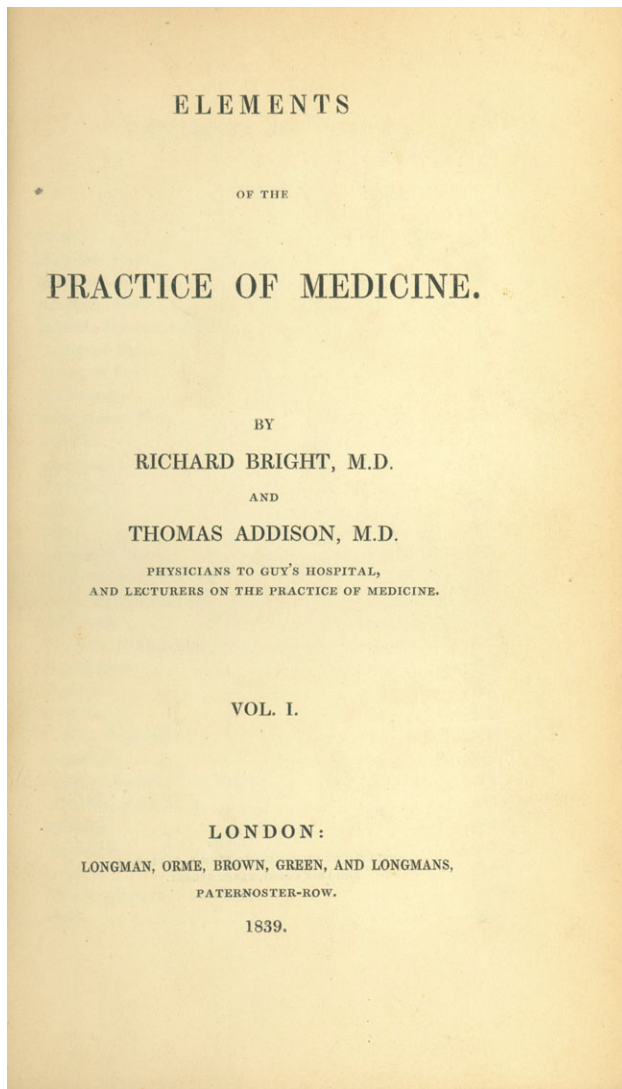 ELEMENTS
OF THE
PRACTICE OF MEDICINE.
BY
RICHARD BRIGHT, M.D.
AND
THOMAS ADDISON, M.D.
PHYSICIANS TO GUY'S HOSPITAL,
AND LECTURERS ON THE PRACTICE OF MEDICINE.
VOL. I.
LONDON:
LONGMAN, ORME, BROWN, GREEN, AND LONGMANS,
PATERNOSTER-ROW.
1839.